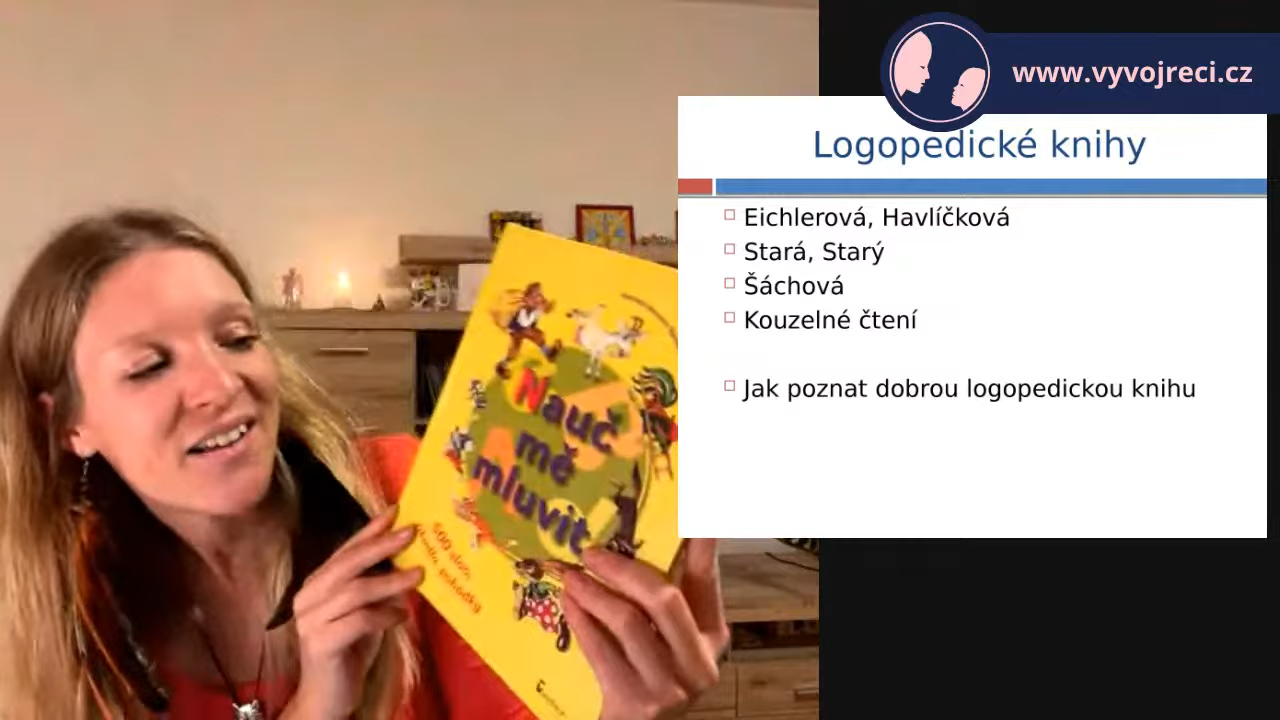 www.vyvojreci.cz
Logopedické knihy
Eichlerová, Havlíčková
Stará, Starý
Šáchová
Kouzelné čtení
Jak poznat dobrou logopedickou knihu
Nauč
mě
mluvit